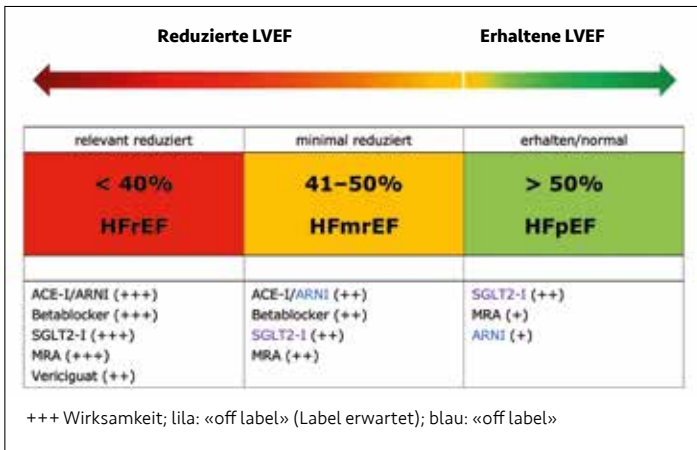 Reduzierte LVEF Erhaltene LVEF
relevant reduziert minimal reduziert erhalten/normal
< 40% 41–50% > 50%
HFrEF HFmrEF HFpEF
ACE-I/ARNI (+++) ACE-I/ARNI (++) SGLT2-I (++)
Betablocker (+++) Betablocker (++) MRA (+)
SGLT2-I (+++) SGLT2-I (++) ARNI (+)
MRA (+++) MRA (++)
Vericiguat (++)
+++ Wirksamkeit; lila: «off label» (Label erwartet); blau: «off label»